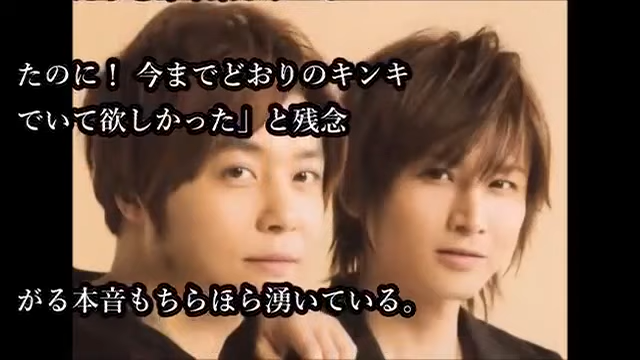 たのに！ 今までどおりのキンキ
でいて欲しかった」と残念
がる本音もちらほら湧いている。